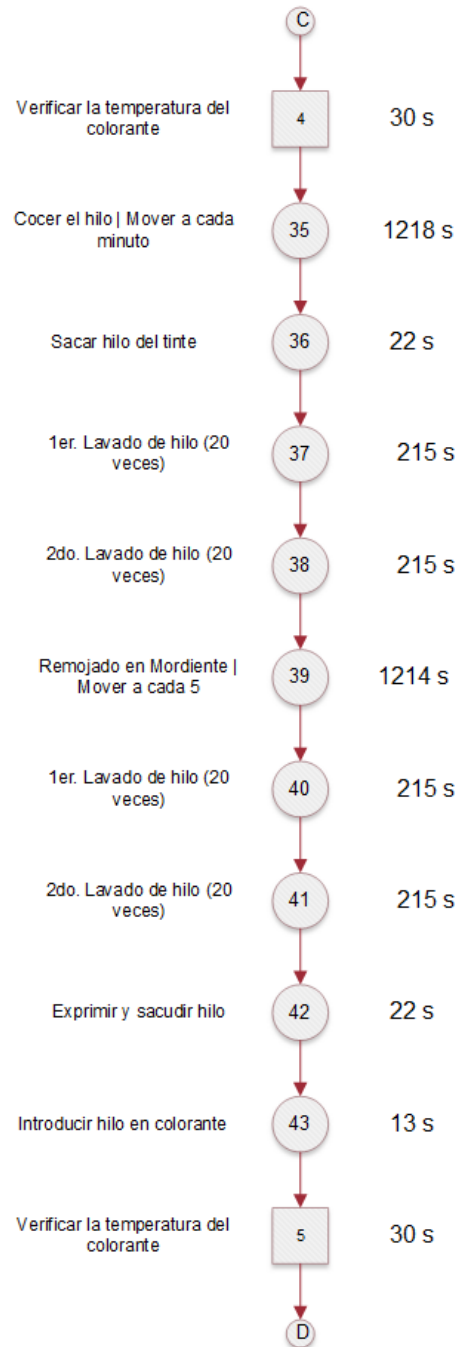 C
Verificar la temperatura del
colorante
4
30 s
Cocer el hilo | Mover a cada
minuto
35
1218 s
Sacar hilo del tinte
36
22 s
1er. Lavado de hilo (20
veces)
37
215 s
2do. Lavado de hilo (20
veces)
38
215 s
Remojado en Mordiente |
Mover a cada 5
39
1214 s
1er. Lavado de hilo (20
veces)
40
215 s
2do. Lavado de hilo (20
veces)
41
215 s
Exprimir y sacudir hilo
42
22 s
Introducir hilo en colorante
43
13 s
Verificar la temperatura del
colorante
5
30 s
D